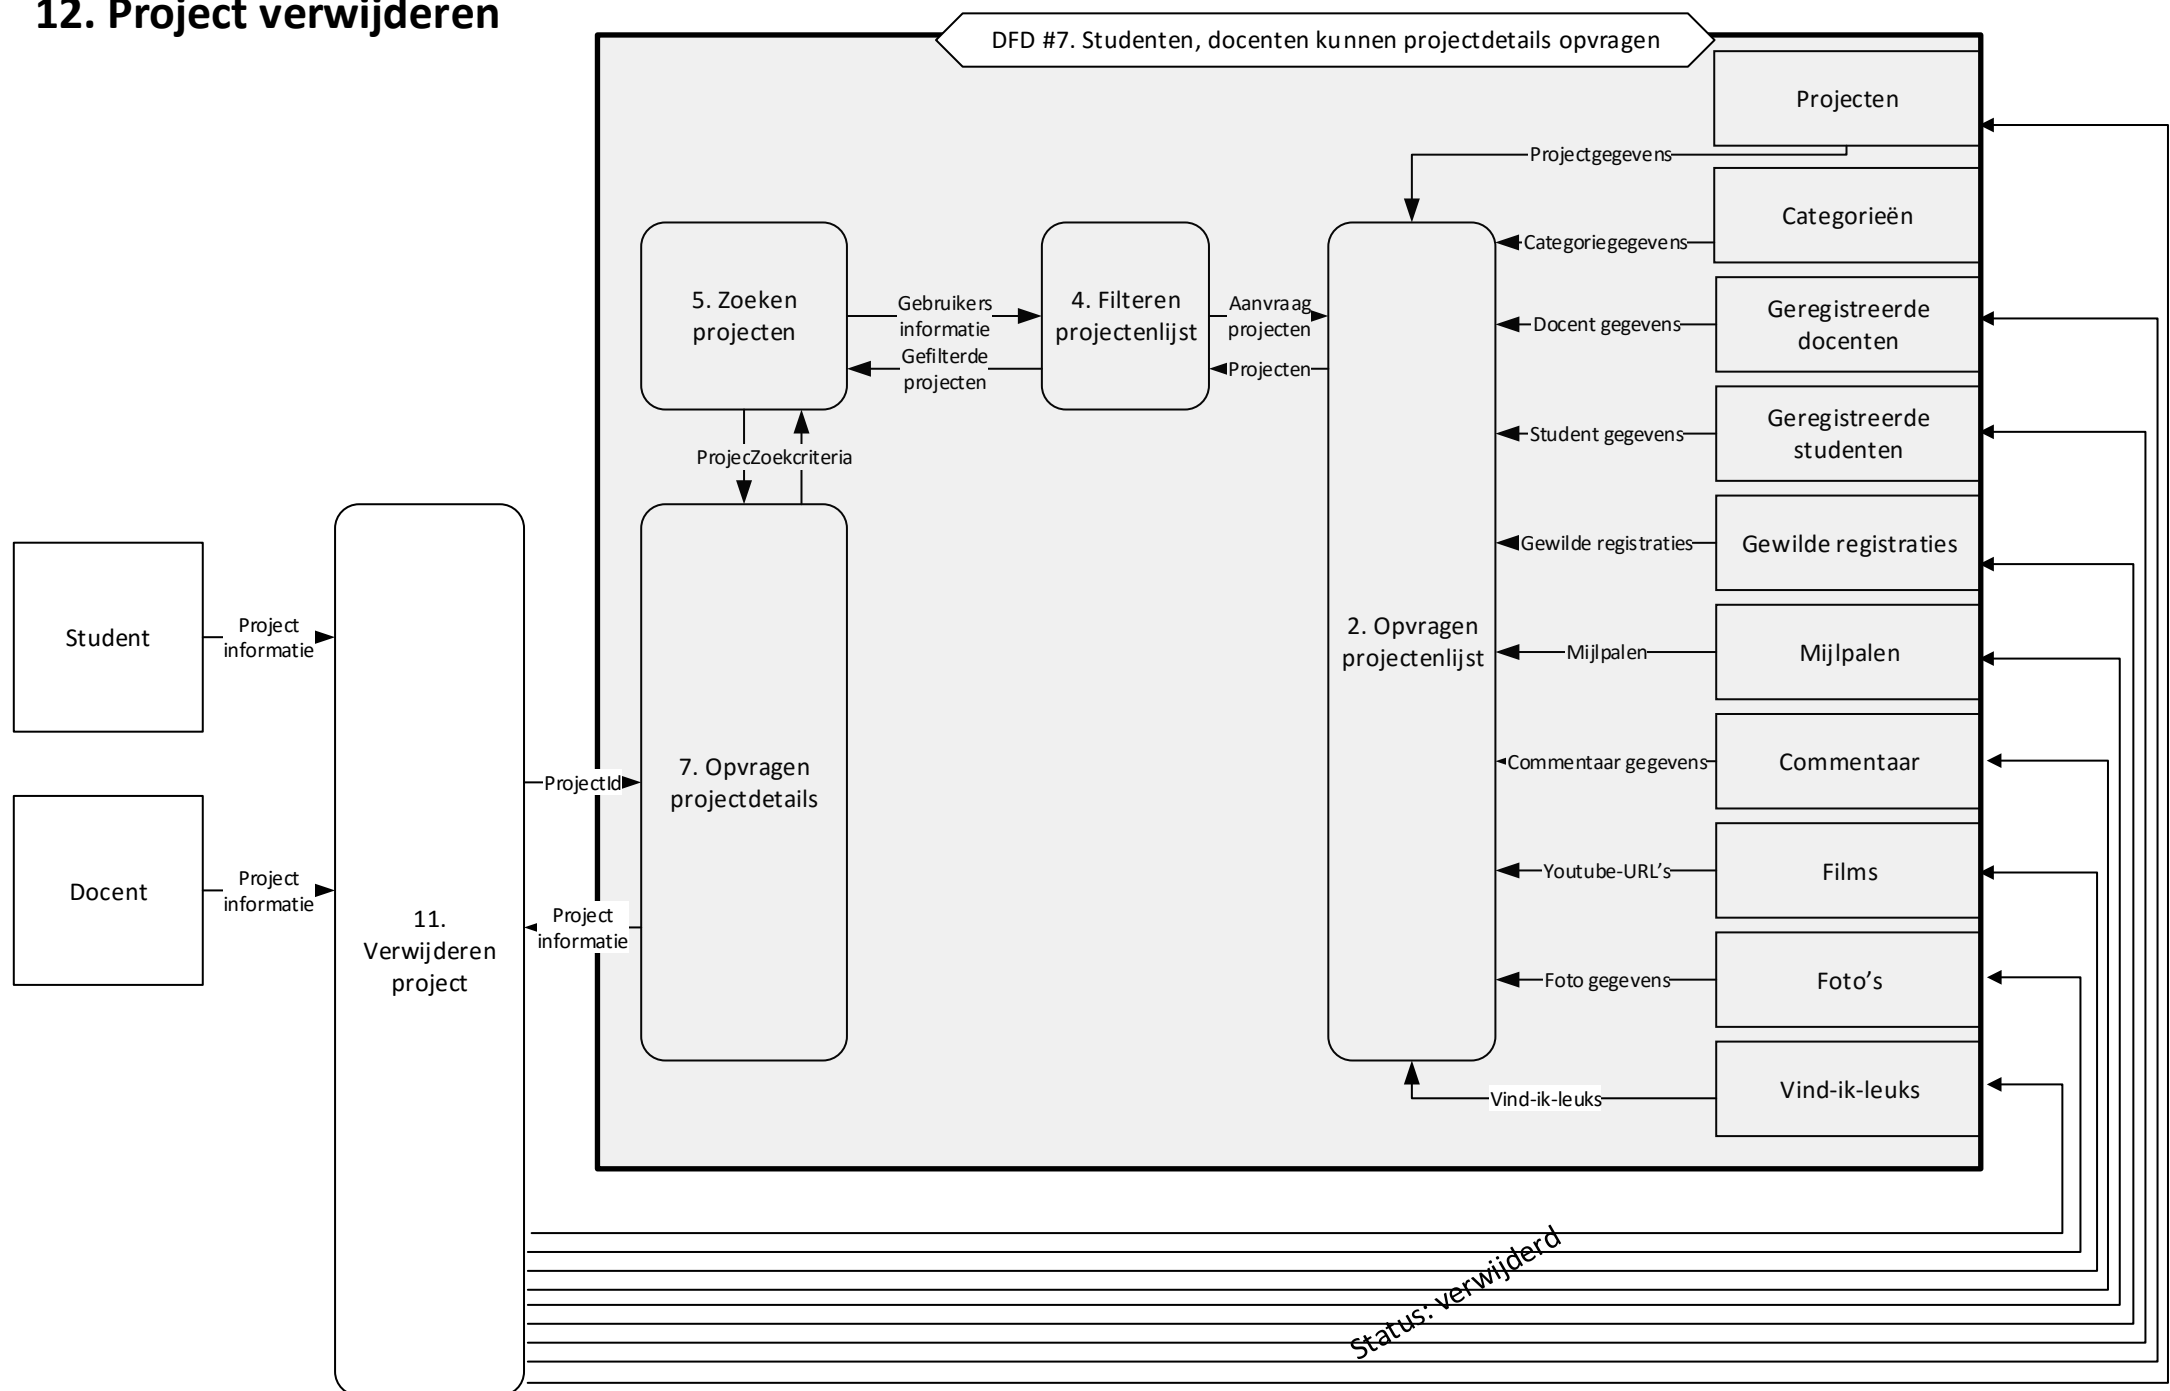 12. Project verwijderen
DFD #7. Studenten, docenten kunnen projectdetails opvragen
Projecten
Projectgegevens
Categorieën
Categoriegegevens
5. Zoeken
projecten
Gebruikers
informatie
Gefilterde
projecten
4. Filteren
projectenlijst
Aanvraag
projecten
Projecten
Docent gegevens
Geregistreerde
docenten
Student gegevens
Geregistreerde
studenten
Zoekcriteria
Gewilde registraties
Gewilde registraties
2. Opvragen
projectenlijst
Student
Project
informatie
Mijlpalen
Mijlpalen
7. Opvragen
projectdetails
ProjectId
Commentaar gegevens
Commentaar
Docent
Project
informatie
Youtube-URL’s
Films
11.
Verwijderen
project
Project
informatie
Foto gegevens
Foto’s
Vind-ik-leuks
Vind-ik-leuks
Status: verwijderd